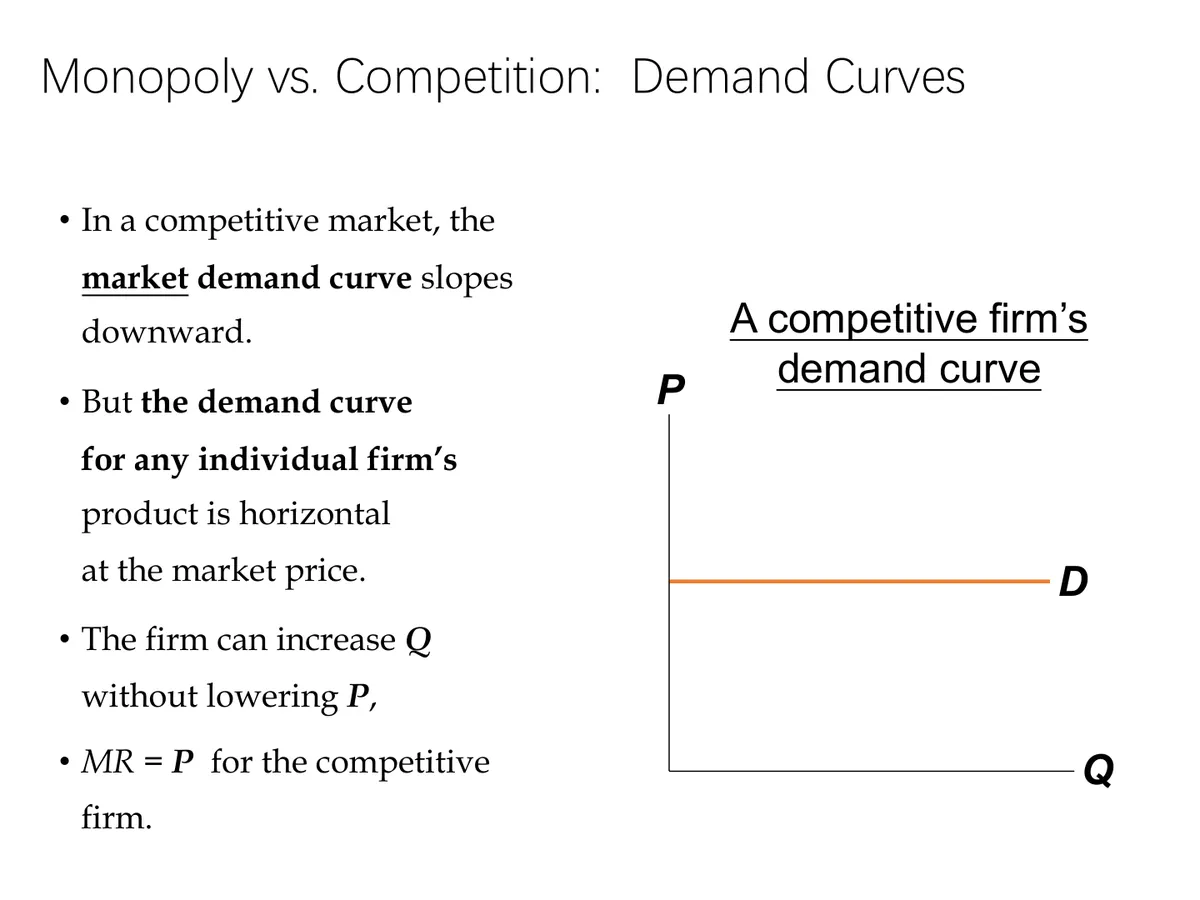 Monopoly vs. Competition: Demand Curves
• In a competitive market, the
market demand curve slopes
downward.
• But the demand curve
for any individual firm’s
product is horizontal
at the market price.
• The firm can increase Q
without lowering P,
• MR = P for the competitive
firm.
A competitive firm’s
demand curve
P
D
Q